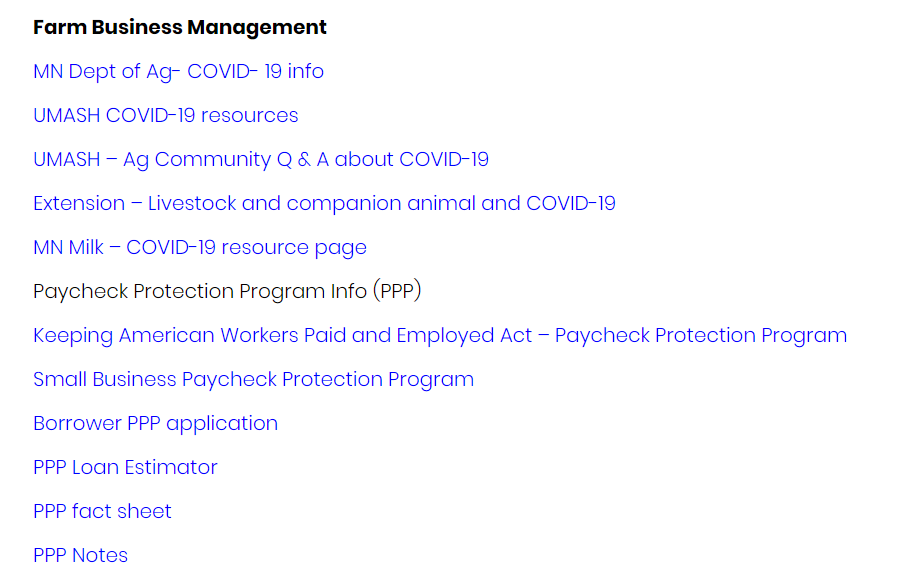 Farm Business Management
MN Dept of Ag- COVID- 19 info
UMASH COVID-19 resources
UMASH – Ag Community Q & A about COVID-19
Extension – Livestock and companion animal and COVID-19
MN Milk – COVID-19 resource page
Paycheck Protection Program Info (PPP)
Keeping American Workers Paid and Employed Act – Paycheck Protection Program
Small Business Paycheck Protection Program
Borrower PPP application
PPP Loan Estimator
PPP fact sheet
PPP Notes